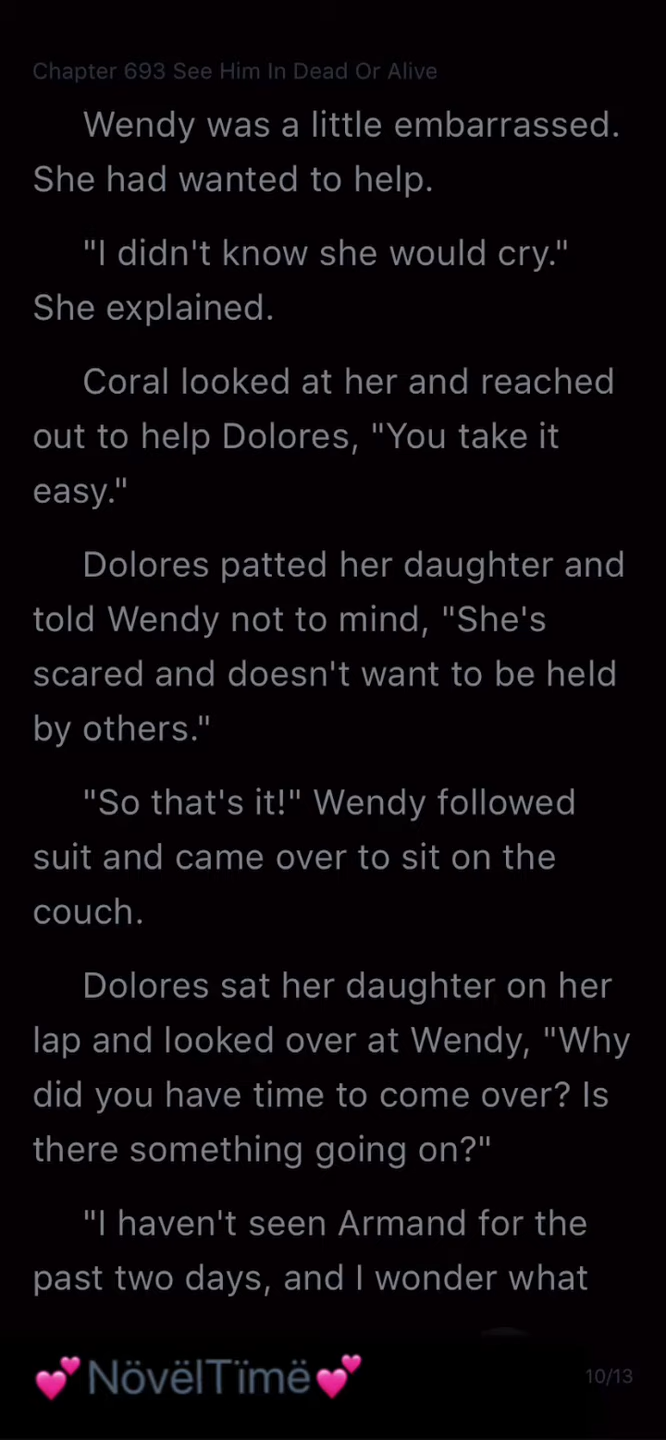 Chapter 693 See Him In Dead Or Alive
Wendy was a little embarrassed.
She had wanted to help.
"I didn't know she would cry."
She explained.
Coral looked at her and reached
out to help Dolores, "You take it
easy."
Dolores patted her daughter and
told Wendy not to mind, "She's
scared and doesn't want to be held
by others."
"So that's it!" Wendy followed
suit and came over to sit on the
couch.
Dolores sat her daughter on her
lap and looked over at Wendy, "Why
did you have time to come over? Is
there something going on?"
"I haven't seen Armand for the
past two days, and I wonder what
💕NövëlTïmë💕
10/13